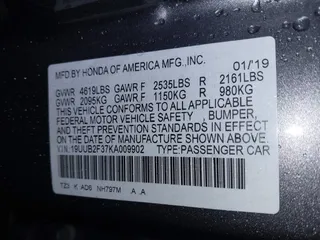 MFD. BY HONDA OF AMERICA MFG., INC. 01/19
GVWR 4619LBS GAWR F 2535LBS R 2161LBS
GVWR 2095KG GAWR F 1150KG R 980KG
THIS VEHICLE CONFORMS TO ALL APPLICABLE
FEDERAL MOTOR VEHICLE SAFETY , BUMPER,
AND THEFT PREVENTION STANDARDS IN EFFECT ON THE
DATE OF MANUFACTURE SHOWN ABOVE.
V.I.N.: 19UUB2F37KA009902 TYPE:PASSENGER CAR
TZ3 K AD6 NH797M A A